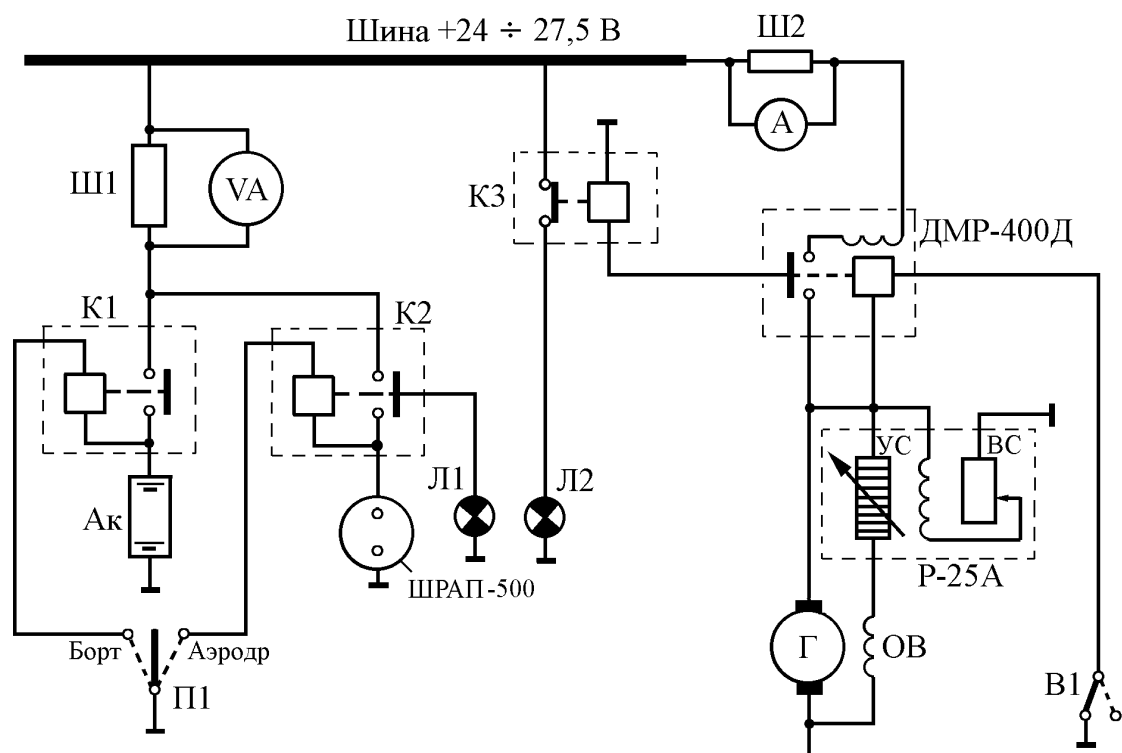 Шина +24 ÷ 27,5 В
Ш2
А
Ш1
VA
К3
ДМР-400Д
К1
К2
УС
ВС
Ак
Л1
Л2
ШРАП-500
Р-25А
Борт
Аэродр
П1
Г
ОВ
В1